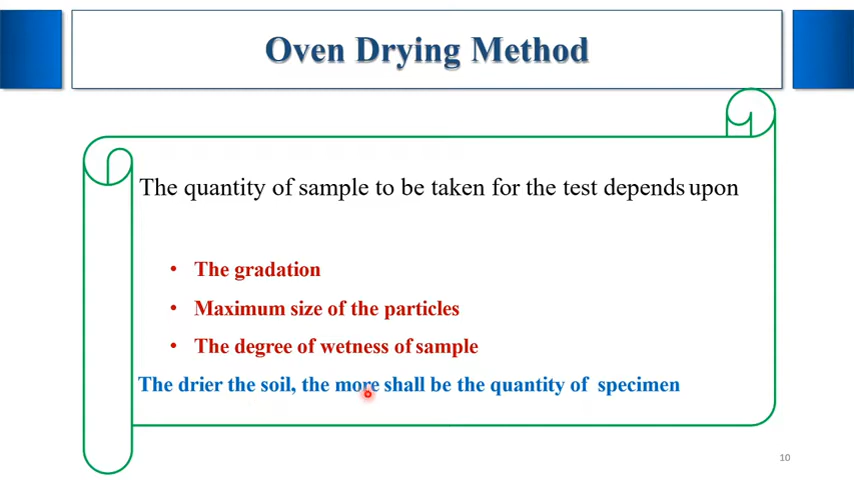 Oven Drying Method
The quantity of sample to be taken for the test depends upon
• The gradation
• Maximum size of the particles
• The degree of wetness of sample
The drier the soil, the more shall be the quantity of specimen
10